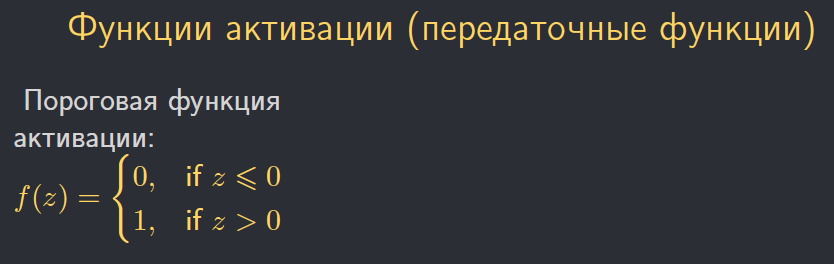 Функции активации (передаточные функции)
Пороговая функция
активации:
f(z) = {0, if z ⩽ 0
1, if z > 0